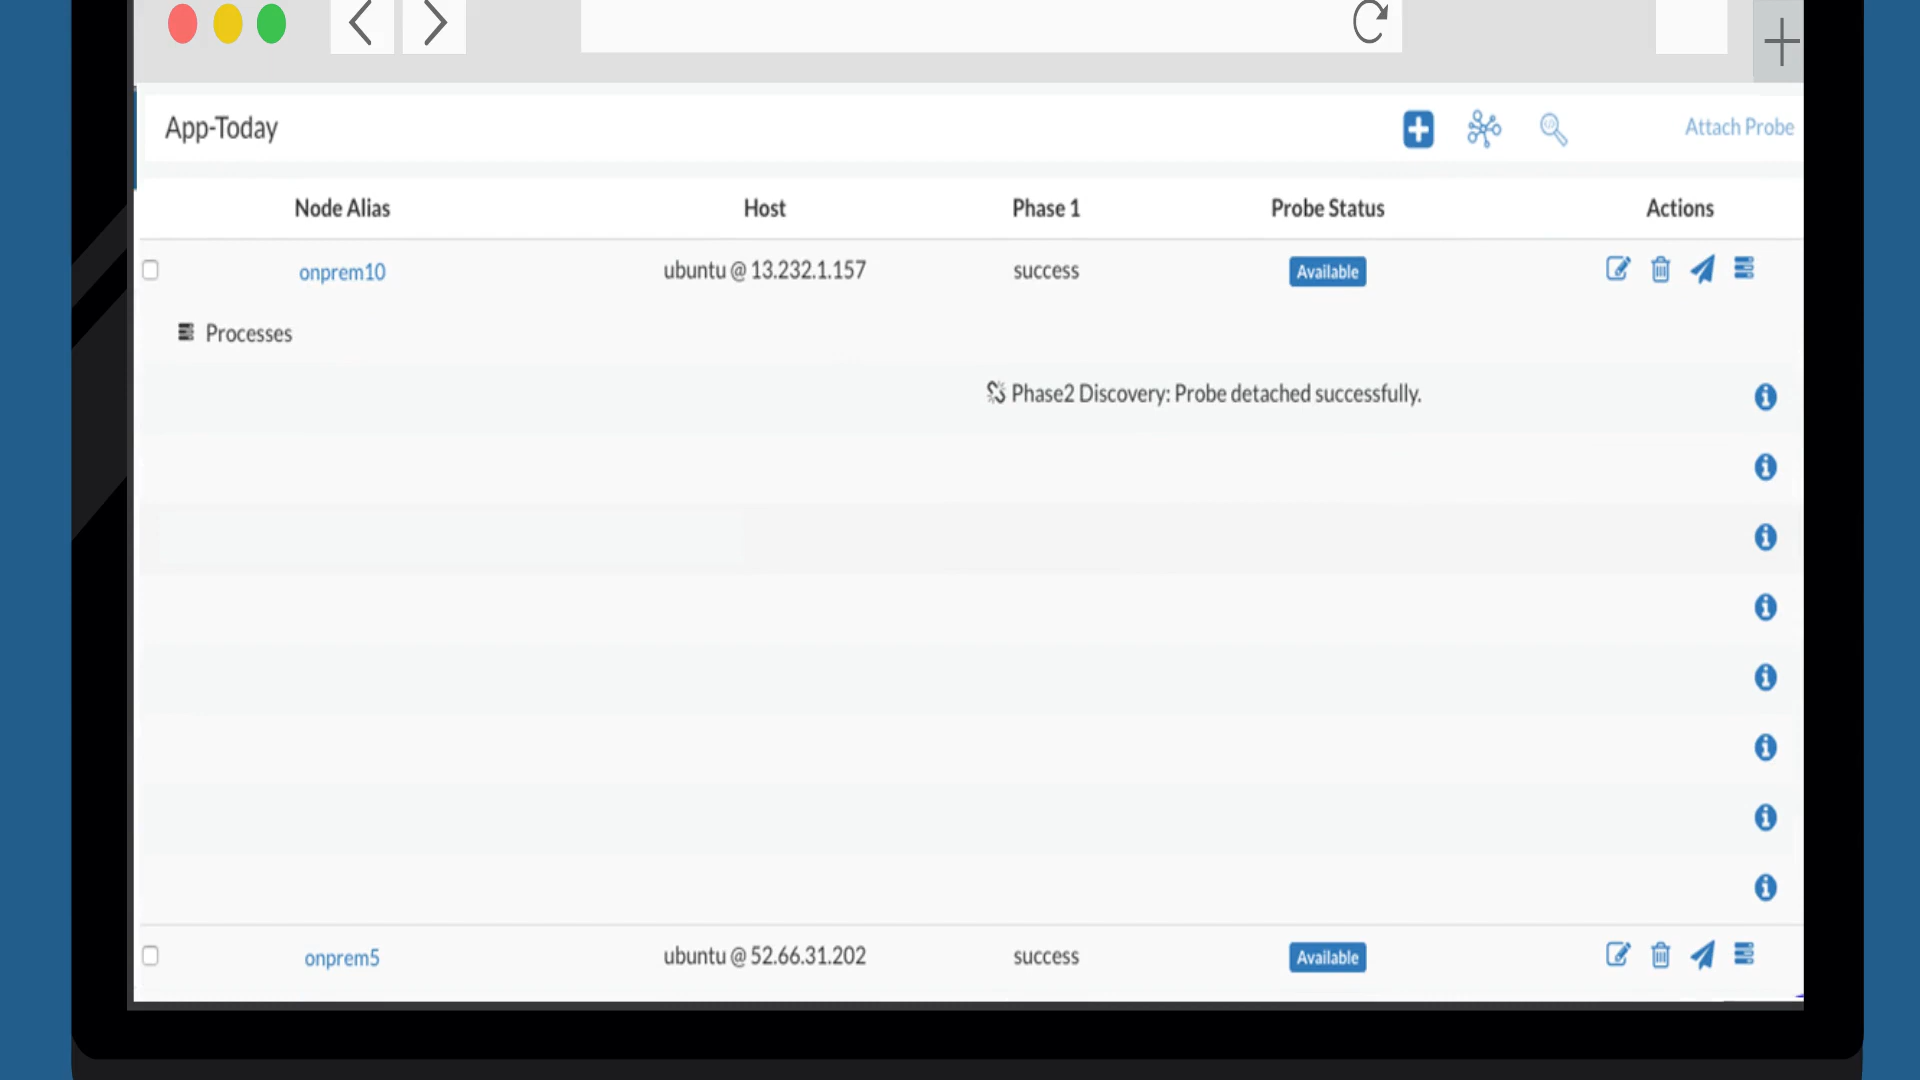 App-Today
Attach Probe
Node Alias Host Phase 1 Probe Status Actions
onprem10 ubuntu @ 13.232.1.157 success Available
Processes
Phase2 Discovery: Probe detached successfully.
onprem5 ubuntu @ 52.66.31.202 success Available